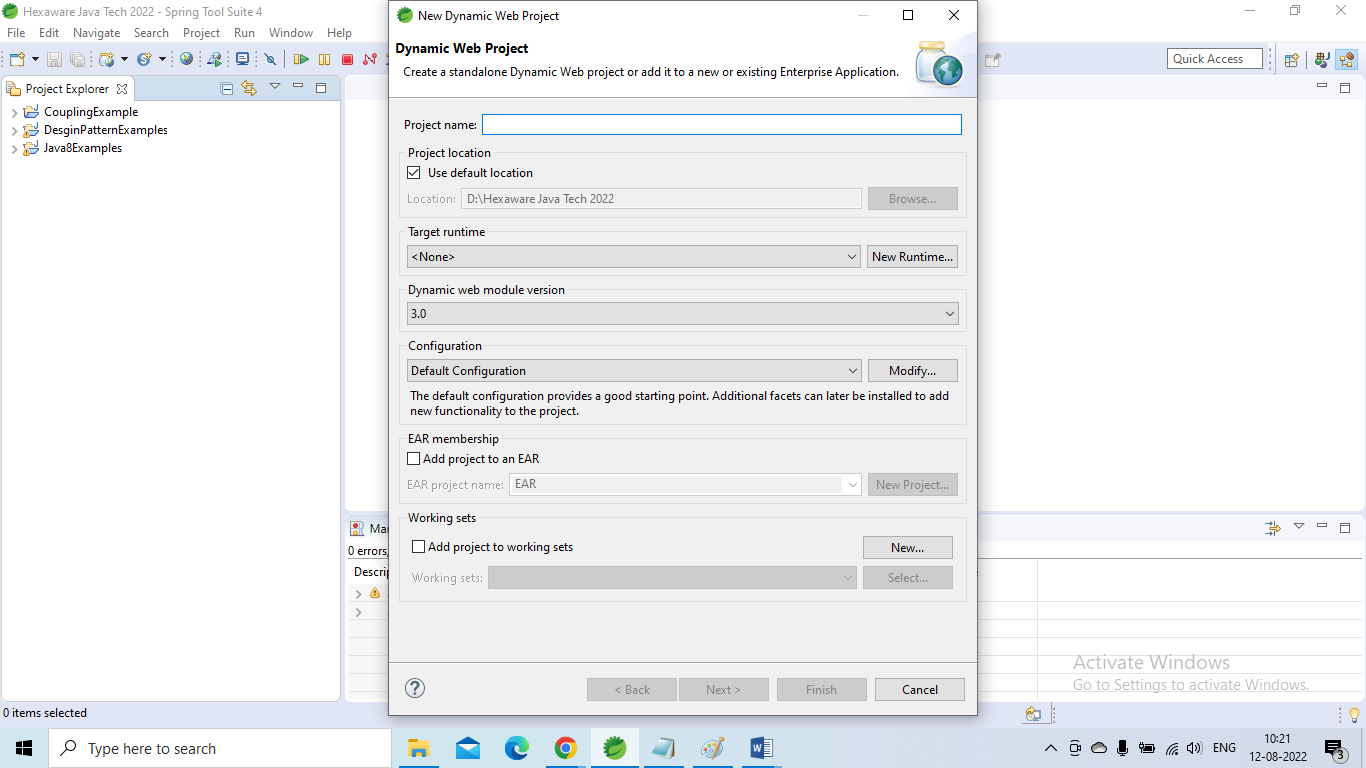 Hexaware Java Tech 2022 - Spring Tool Suite 4
File Edit Navigate Search Project Run Window Help
Quick Access
Project Explorer
CouplingExample
DesginPatternExamples
Java8Examples
New Dynamic Web Project
Dynamic Web Project
Create a standalone Dynamic Web project or add it to a new or existing Enterprise Application.
Project name:
Project location
Use default location
Location: D:\Hexaware Java Tech 2022 Browse...
Target runtime
<None> New Runtime...
Dynamic web module version
3.0
Configuration
Default Configuration Modify...
The default configuration provides a good starting point. Additional facets can later be installed to add
new functionality to the project.
EAR membership
Add project to an EAR
EAR project name: EAR New Project...
Working sets
Add project to working sets New...
Working sets: Select...
< Back Next > Finish Cancel
Mar
0 errors,
Descrip
Activate Windows
Go to Settings to activate Windows.
0 items selected
Type here to search
ENG
10:21
12-08-2022
3